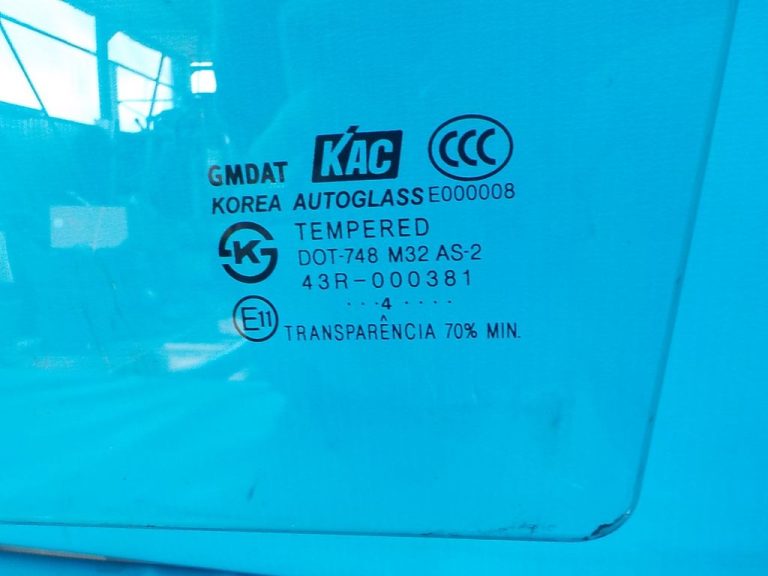 GMDAT KAC CCC
KOREA AUTOGLASS E000008
K TEMPERED
DOT-748 M32 AS-2
43R-000381
···4····
E11 TRANSPARÊNCIA 70% MIN.